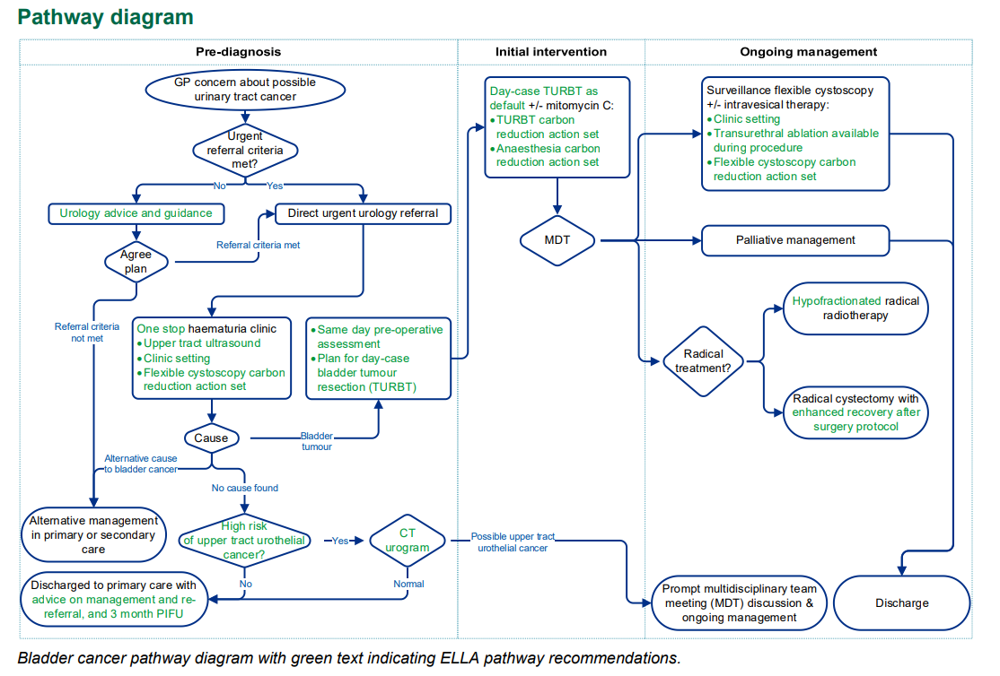 Pathway diagram
Pre-diagnosis
Initial intervention
Ongoing management
GP concern about possible
urinary tract cancer
Urgent
referral criteria
met?
No
Yes
Urology advice and guidance
Direct urgent urology referral
Referral criteria met
Agree
plan
Referral criteria
not met
One stop haematuria clinic
• Upper tract ultrasound
• Clinic setting
• Flexible cystoscopy carbon
reduction action set
• Same day pre-operative
assessment
• Plan for day-case
bladder tumour
resection (TURBT)
Cause
Bladder
tumour
Alternative cause
to bladder cancer
No cause found
Alternative management
in primary or secondary
care
High risk
of upper tract urothelial
cancer?
Yes
CT
urogram
No
Normal
Discharged to primary care with
advice on management and re-
referral, and 3 month PIFU
Possible upper tract
urothelial cancer
Day-case TURBT as
default +/- mitomycin C:
• TURBT carbon
reduction action set
• Anaesthesia carbon
reduction action set
MDT
Surveillance flexible cystoscopy
+/- intravesical therapy:
• Clinic setting
• Transurethral ablation available
during procedure
• Flexible cystoscopy carbon
reduction action set
Palliative management
Radical
treatment?
Hypofractionated radical
radiotherapy
Radical cystectomy with
enhanced recovery after
surgery protocol
Prompt multidisciplinary team
meeting (MDT) discussion &
ongoing management
Discharge
Bladder cancer pathway diagram with green text indicating ELLA pathway recommendations.